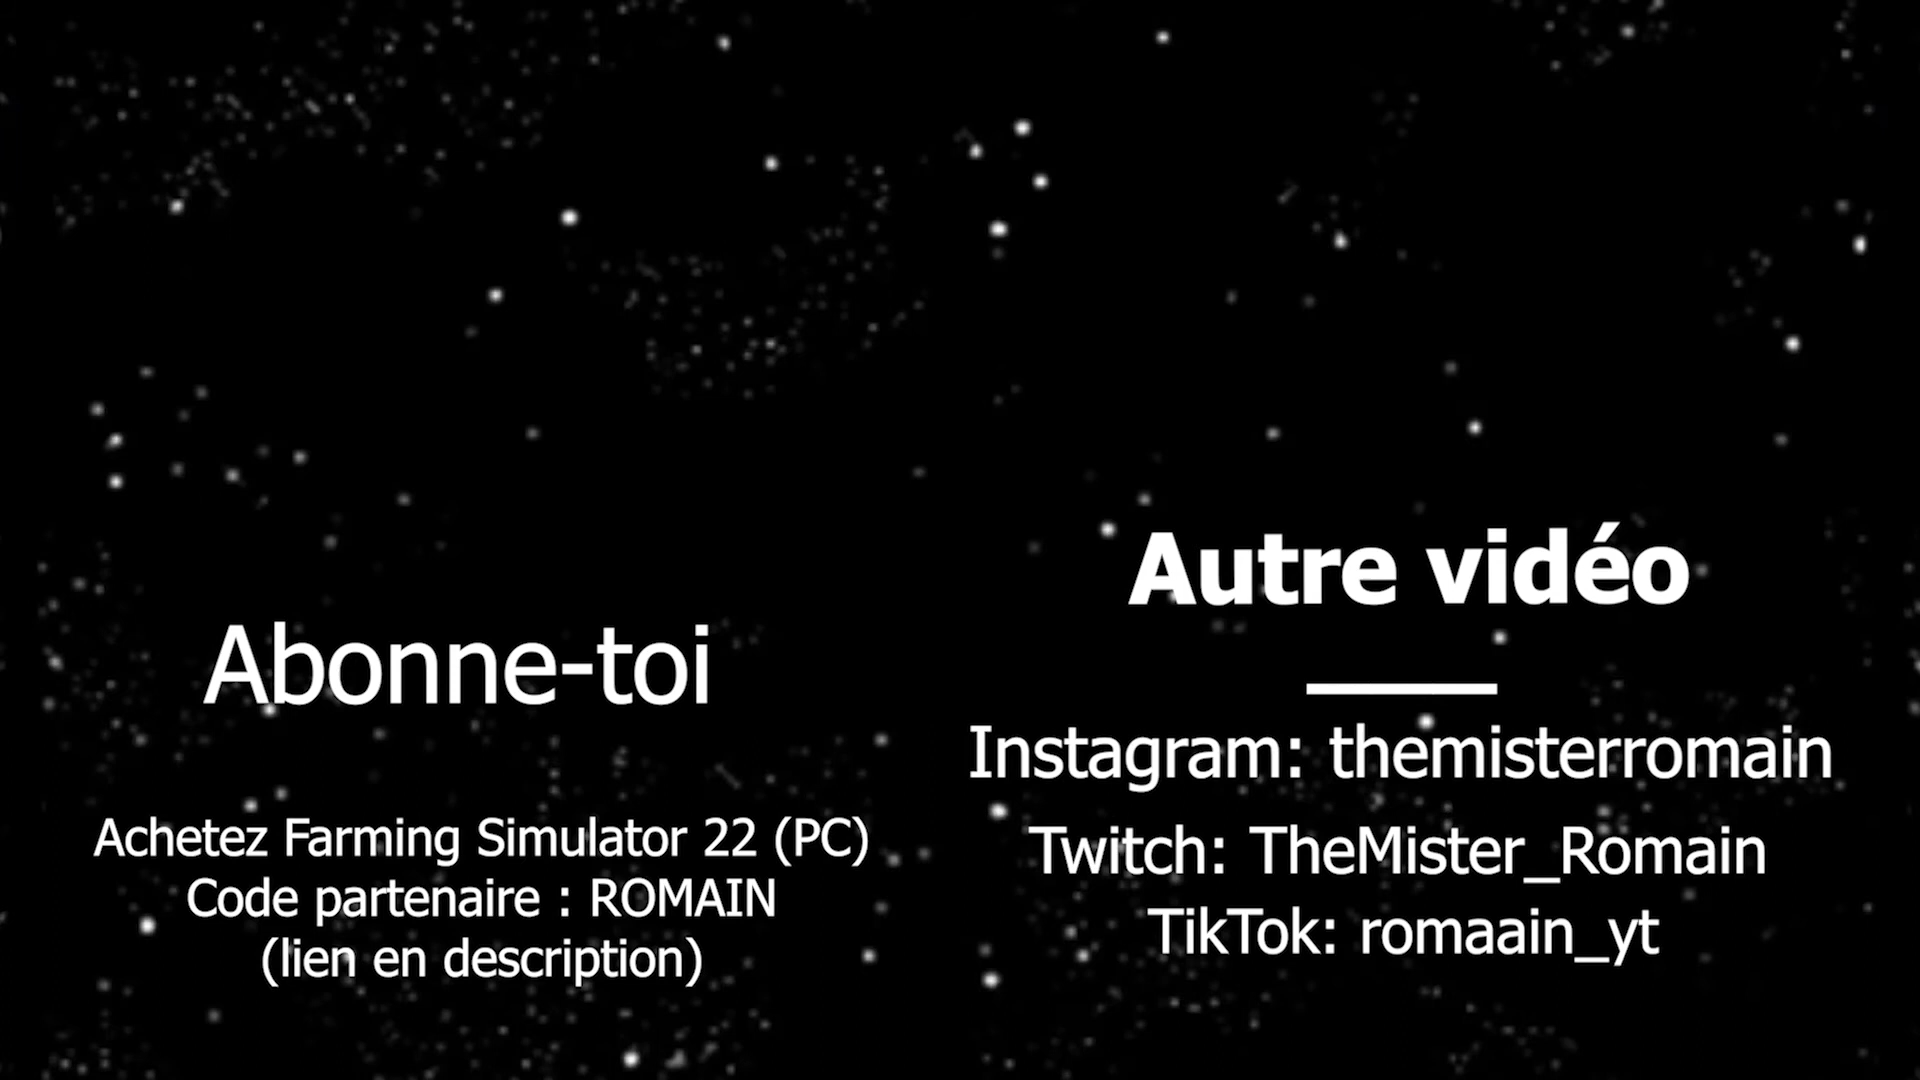 Abonne-toi
Achetez Farming Simulator 22 (PC)
Code partenaire : ROMAIN
(lien en description)
Autre vidéo
Instagram: themisterromain
Twitch: TheMister_Romain
TikTok: romaain_yt